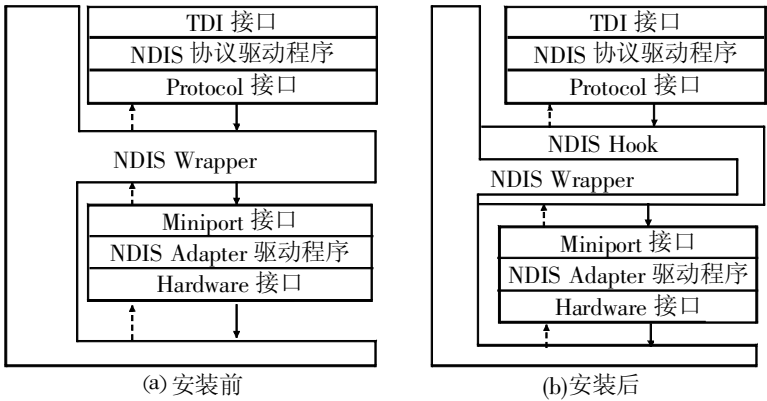 TDI 接口
NDIS 协议驱动程序
Protocol 接口
NDIS Wrapper
Miniport 接口
NDIS Adapter 驱动程序
Hardware 接口
(a) 安装前
TDI 接口
NDIS 协议驱动程序
Protocol 接口
NDIS Hook
NDIS Wrapper
Miniport 接口
NDIS Adapter 驱动程序
Hardware 接口
(b)安装后